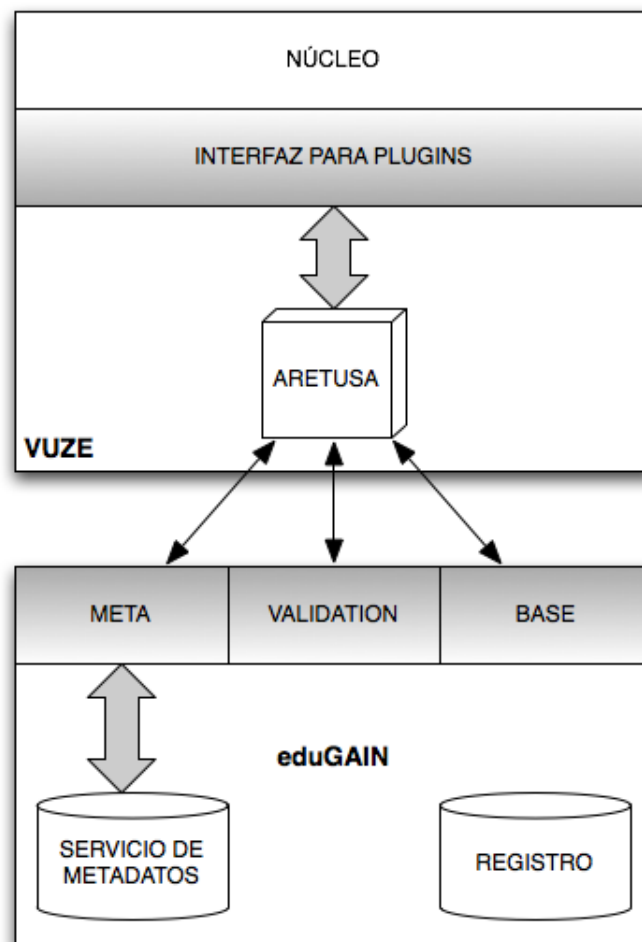 NÚCLEO
INTERFAZ PARA PLUGINS
ARETUSA
VUZE
META
VALIDATION
BASE
eduGAIN
SERVICIO DE
METADATOS
REGISTRO